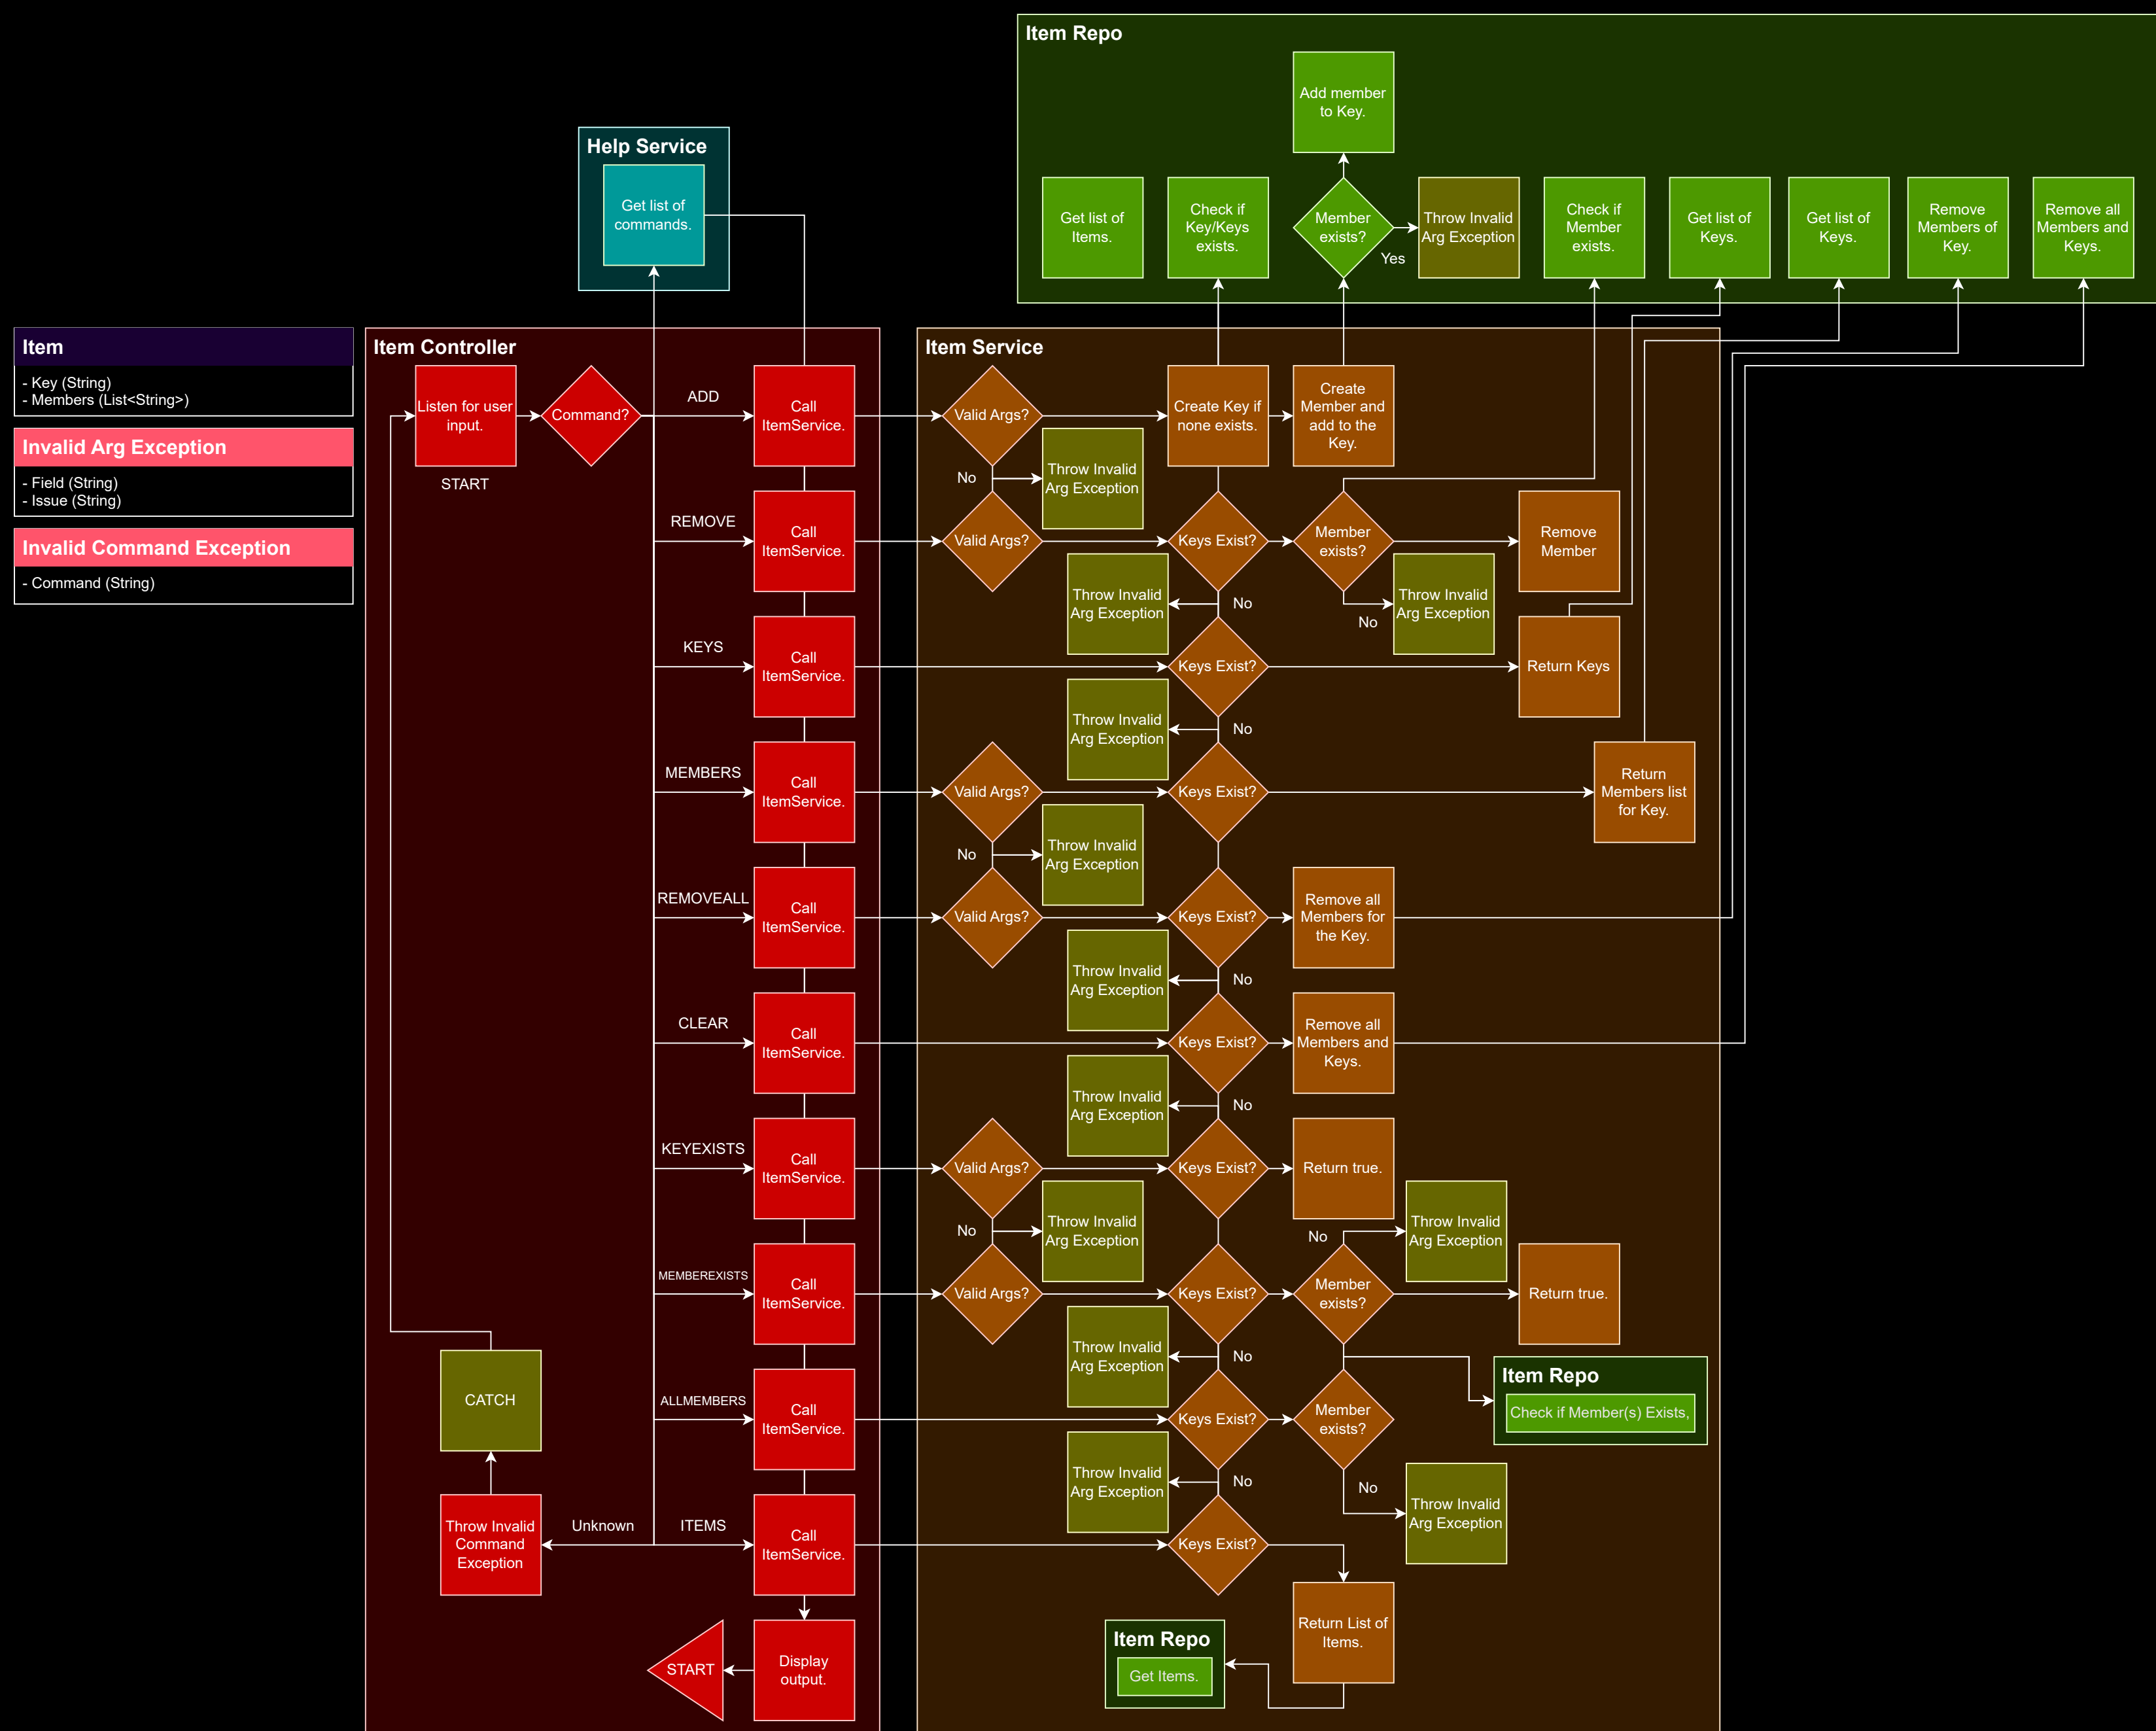 Item Repo
Add member
to Key.
Help Service
Get list of
commands.
Get list of
Items.
Check if
Key/Keys
exists.
Member
exists?
Yes
Throw Invalid
Arg Exception
Check if
Member
exists.
Get list of
Keys.
Get list of
Keys.
Remove
Members of
Key.
Remove all
Members and
Keys.
Item
- Key (String)
- Members (List<String>)
Invalid Arg Exception
- Field (String)
- Issue (String)
Invalid Command Exception
- Command (String)
Item Controller
Listen for user
input.
START
Command?
ADD
Call
ItemService.
REMOVE
Call
ItemService.
KEYS
Call
ItemService.
MEMBERS
Call
ItemService.
REMOVEALL
Call
ItemService.
CLEAR
Call
ItemService.
KEYEXISTS
Call
ItemService.
MEMBEREXISTS
Call
ItemService.
ALLMEMBERS
Call
ItemService.
CATCH
Throw Invalid
Command
Exception
Unknown
ITEMS
Call
ItemService.
START
Display
output.
Item Service
Valid Args?
Create Key if
none exists.
Create
Member and
add to the
Key.
No
Throw Invalid
Arg Exception
Valid Args?
Keys Exist?
Member
exists?
Remove
Member
Throw Invalid
Arg Exception
No
No
Throw Invalid
Arg Exception
Keys Exist?
Return Keys
Throw Invalid
Arg Exception
No
Valid Args?
Keys Exist?
Return
Members list
for Key.
No
Throw Invalid
Arg Exception
Valid Args?
Keys Exist?
Remove all
Members for
the Key.
Throw Invalid
Arg Exception
No
Keys Exist?
Remove all
Members and
Keys.
Throw Invalid
Arg Exception
No
Valid Args?
Keys Exist?
Return true.
No
Throw Invalid
Arg Exception
No
Throw Invalid
Arg Exception
Valid Args?
Keys Exist?
Member
exists?
Return true.
Throw Invalid
Arg Exception
No
Item Repo
Check if Member(s) Exists,
Keys Exist?
Member
exists?
Throw Invalid
Arg Exception
No
No
Throw Invalid
Arg Exception
Keys Exist?
Return List of
Items.
Item Repo
Get Items.